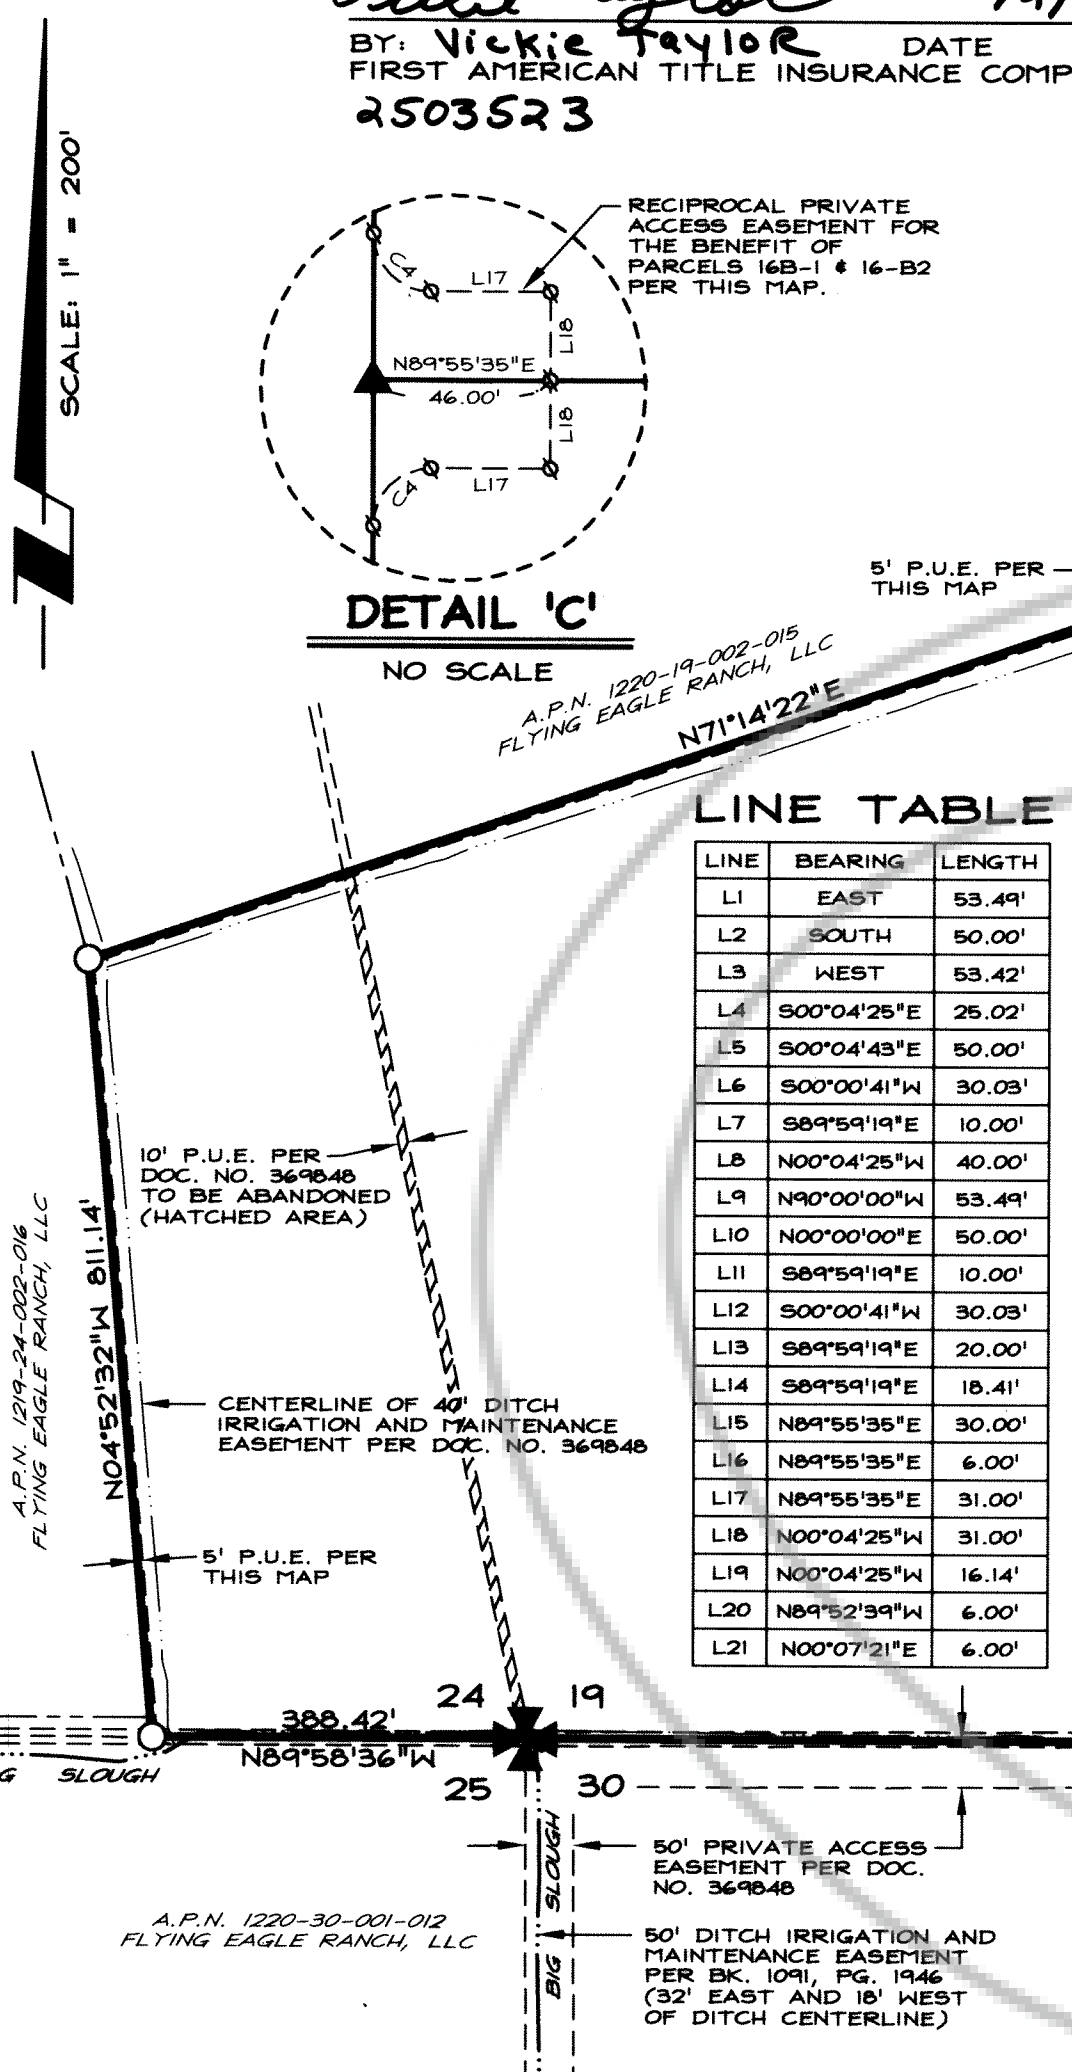 BY: Vickie Taylor DATE
FIRST AMERICAN TITLE INSURANCE COMP
2503523
SCALE: 1" = 200'
RECIPROCAL PRIVATE
ACCESS EASEMENT FOR
THE BENEFIT OF
PARCELS 16B-1 & 16-B2
PER THIS MAP.
C4
L17
L18
N89°55'35"E
46.00'
L18
C4
L17
DETAIL 'C'
NO SCALE
5' P.U.E. PER
THIS MAP
A.P.N. 1220-19-002-015
FLYING EAGLE RANCH, LLC
N71°14'22"E
LINE TABLE
LINE BEARING LENGTH
L1 EAST 53.49'
L2 SOUTH 50.00'
L3 WEST 53.42'
L4 S00°04'25"E 25.02'
L5 S00°04'43"E 50.00'
L6 S00°00'41"W 30.03'
L7 S89°59'19"E 10.00'
L8 N00°04'25"W 40.00'
L9 N90°00'00"W 53.49'
L10 N00°00'00"E 50.00'
L11 S89°59'19"E 10.00'
L12 S00°00'41"W 30.03'
L13 S89°59'19"E 20.00'
L14 S89°59'19"E 18.41'
L15 N89°55'35"E 30.00'
L16 N89°55'35"E 6.00'
L17 N89°55'35"E 31.00'
L18 N00°04'25"W 31.00'
L19 N00°04'25"W 16.14'
L20 N89°52'39"W 6.00'
L21 N00°07'21"E 6.00'
10' P.U.E. PER
DOC. NO. 369848
TO BE ABANDONED
(HATCHED AREA)
A.P.N. 1219-24-002-016
FLYING EAGLE RANCH, LLC
N04°52'32"W 811.14'
CENTERLINE OF 40' DITCH
IRRIGATION AND MAINTENANCE
EASEMENT PER DOC. NO. 369848
5' P.U.E. PER
THIS MAP
24 19
388.42'
N89°58'36"W
G SLOUGH
25 30
BIG SLOUGH
50' PRIVATE ACCESS
EASEMENT PER DOC.
NO. 369848
A.P.N. 1220-30-001-012
FLYING EAGLE RANCH, LLC
50' DITCH IRRIGATION AND
MAINTENANCE EASEMENT
PER BK. 1091, PG. 1946
(32' EAST AND 18' WEST
OF DITCH CENTERLINE)